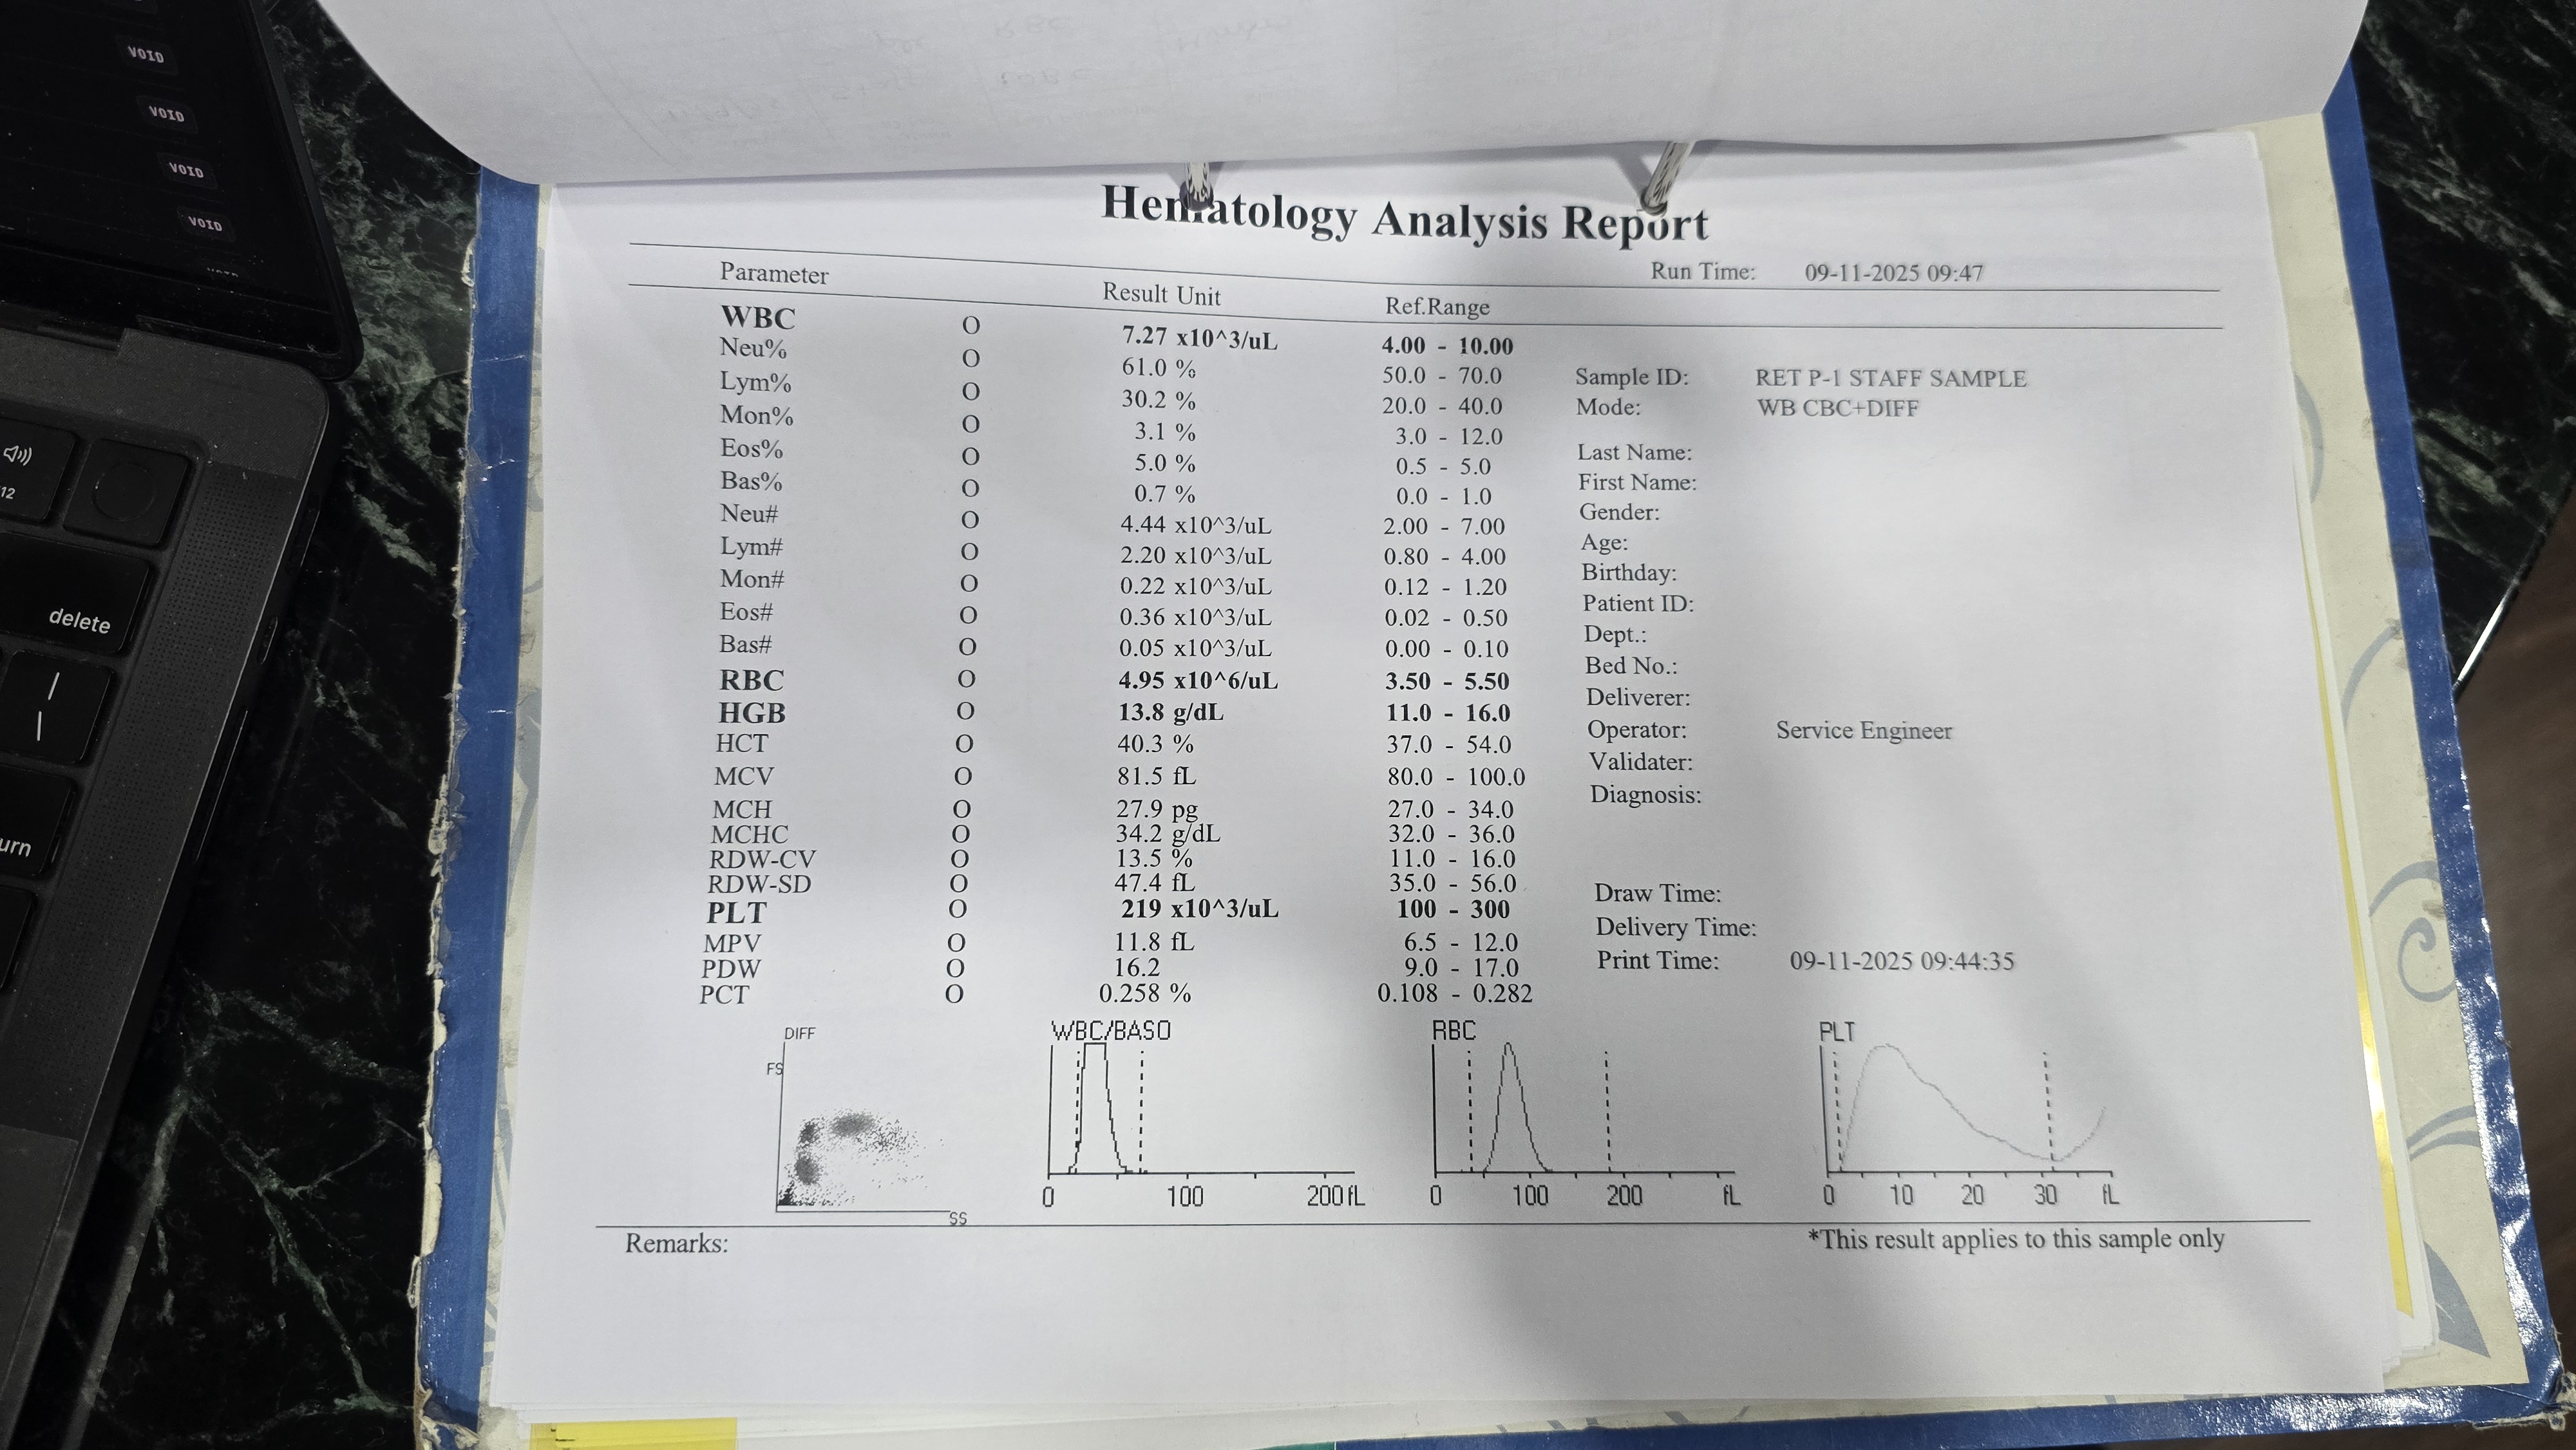 VOID
VOID
VOID
VOID
12
delete
urn
Hematology Analysis Report
Run Time: 09-11-2025 09:47
Parameter Result Unit Ref.Range
WBC O 7.27 x10^3/uL 4.00 - 10.00
Neu% O 61.0 % 50.0 - 70.0
Lym% O 30.2 % 20.0 - 40.0
Mon% O 3.1 % 3.0 - 12.0
Eos% O 5.0 % 0.5 - 5.0
Bas% O 0.7 % 0.0 - 1.0
Neu# O 4.44 x10^3/uL 2.00 - 7.00
Lym# O 2.20 x10^3/uL 0.80 - 4.00
Mon# O 0.22 x10^3/uL 0.12 - 1.20
Eos# O 0.36 x10^3/uL 0.02 - 0.50
Bas# O 0.05 x10^3/uL 0.00 - 0.10
RBC O 4.95 x10^6/uL 3.50 - 5.50
HGB O 13.8 g/dL 11.0 - 16.0
HCT O 40.3 % 37.0 - 54.0
MCV O 81.5 fL 80.0 - 100.0
MCH O 27.9 pg 27.0 - 34.0
MCHC O 34.2 g/dL 32.0 - 36.0
RDW-CV O 13.5 % 11.0 - 16.0
RDW-SD O 47.4 fL 35.0 - 56.0
PLT O 219 x10^3/uL 100 - 300
MPV O 11.8 fL 6.5 - 12.0
PDW O 16.2 9.0 - 17.0
PCT O 0.258 % 0.108 - 0.282
Sample ID: RET P-1 STAFF SAMPLE
Mode: WB CBC+DIFF
Last Name:
First Name:
Gender:
Age:
Birthday:
Patient ID:
Dept.:
Bed No.:
Deliverer:
Operator: Service Engineer
Validater:
Diagnosis:
Draw Time:
Delivery Time:
Print Time: 09-11-2025 09:44:35
DIFF
FS
SS
WBC/BASO
0 100 200 fL
RBC
0 100 200 fL
PLT
0 10 20 30 fL
Remarks:
*This result applies to this sample only